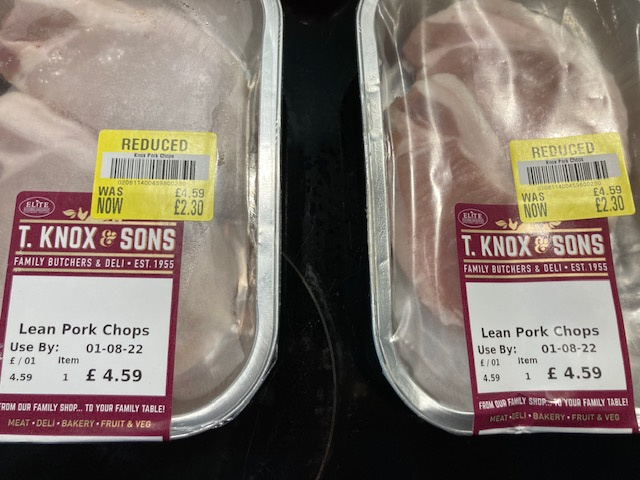 REDUCED
Knox Pork Chops
WAS £4.59
NOW £2.30
ELITE
T. KNOX & SONS
FAMILY BUTCHERS & DELI • EST. 1955
Lean Pork Chops
Use By: 01-08-22
£ / 01 Item
4.59 1 £ 4.59
FROM OUR FAMILY SHOP... TO YOUR FAMILY TABLE!
MEAT • DELI • BAKERY • FRUIT & VEG
REDUCED
Knox Pork Chops
WAS £4.59
NOW £2.30
ELITE
T. KNOX & SONS
FAMILY BUTCHERS & DELI • EST. 1955
Lean Pork Chops
Use By: 01-08-22
£ / 01 Item
4.59 1 £ 4.59
FROM OUR FAMILY SHOP... TO YOUR FAMILY TABLE!
MEAT • DELI • BAKERY • FRUIT & VEG